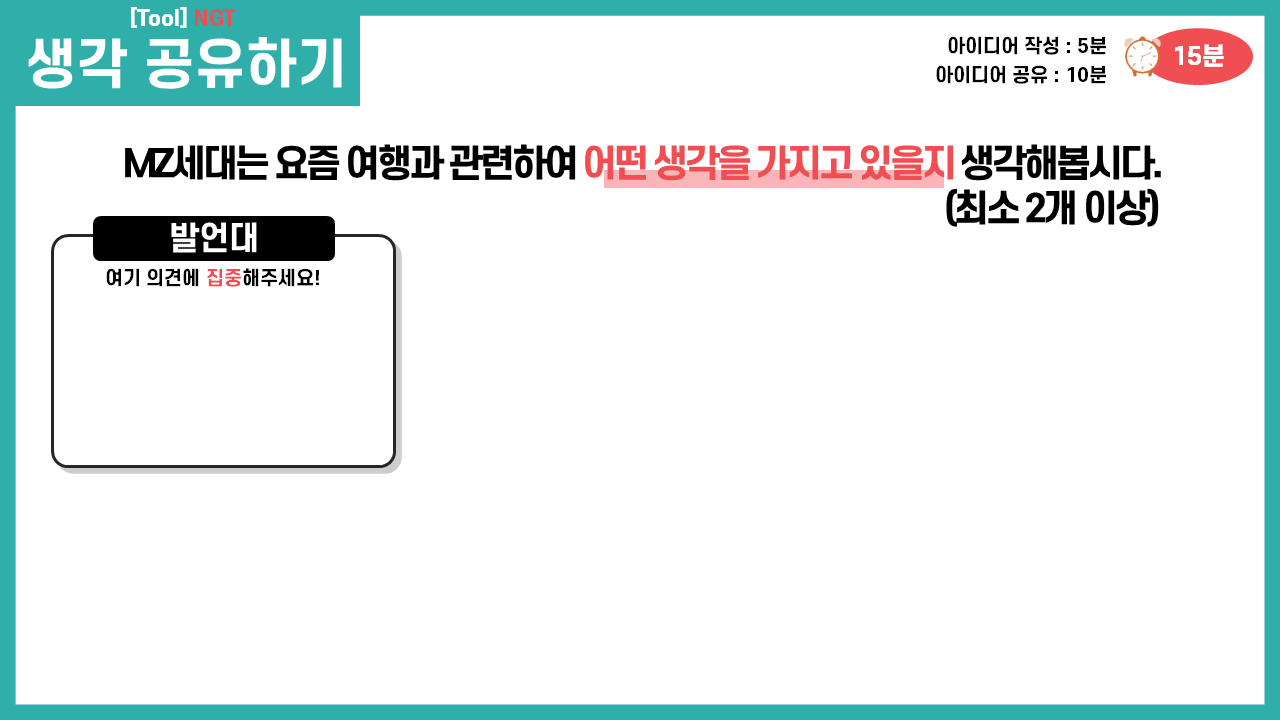 [Tool] NGT
생각 공유하기
아이디어 작성 : 5분
아이디어 공유 : 10분
15분
MZ세대는 요즘 여행과 관련하여 어떤 생각을 가지고 있을지 생각해봅시다.
(최소 2개 이상)
발언대
여기 의견에 집중해주세요!